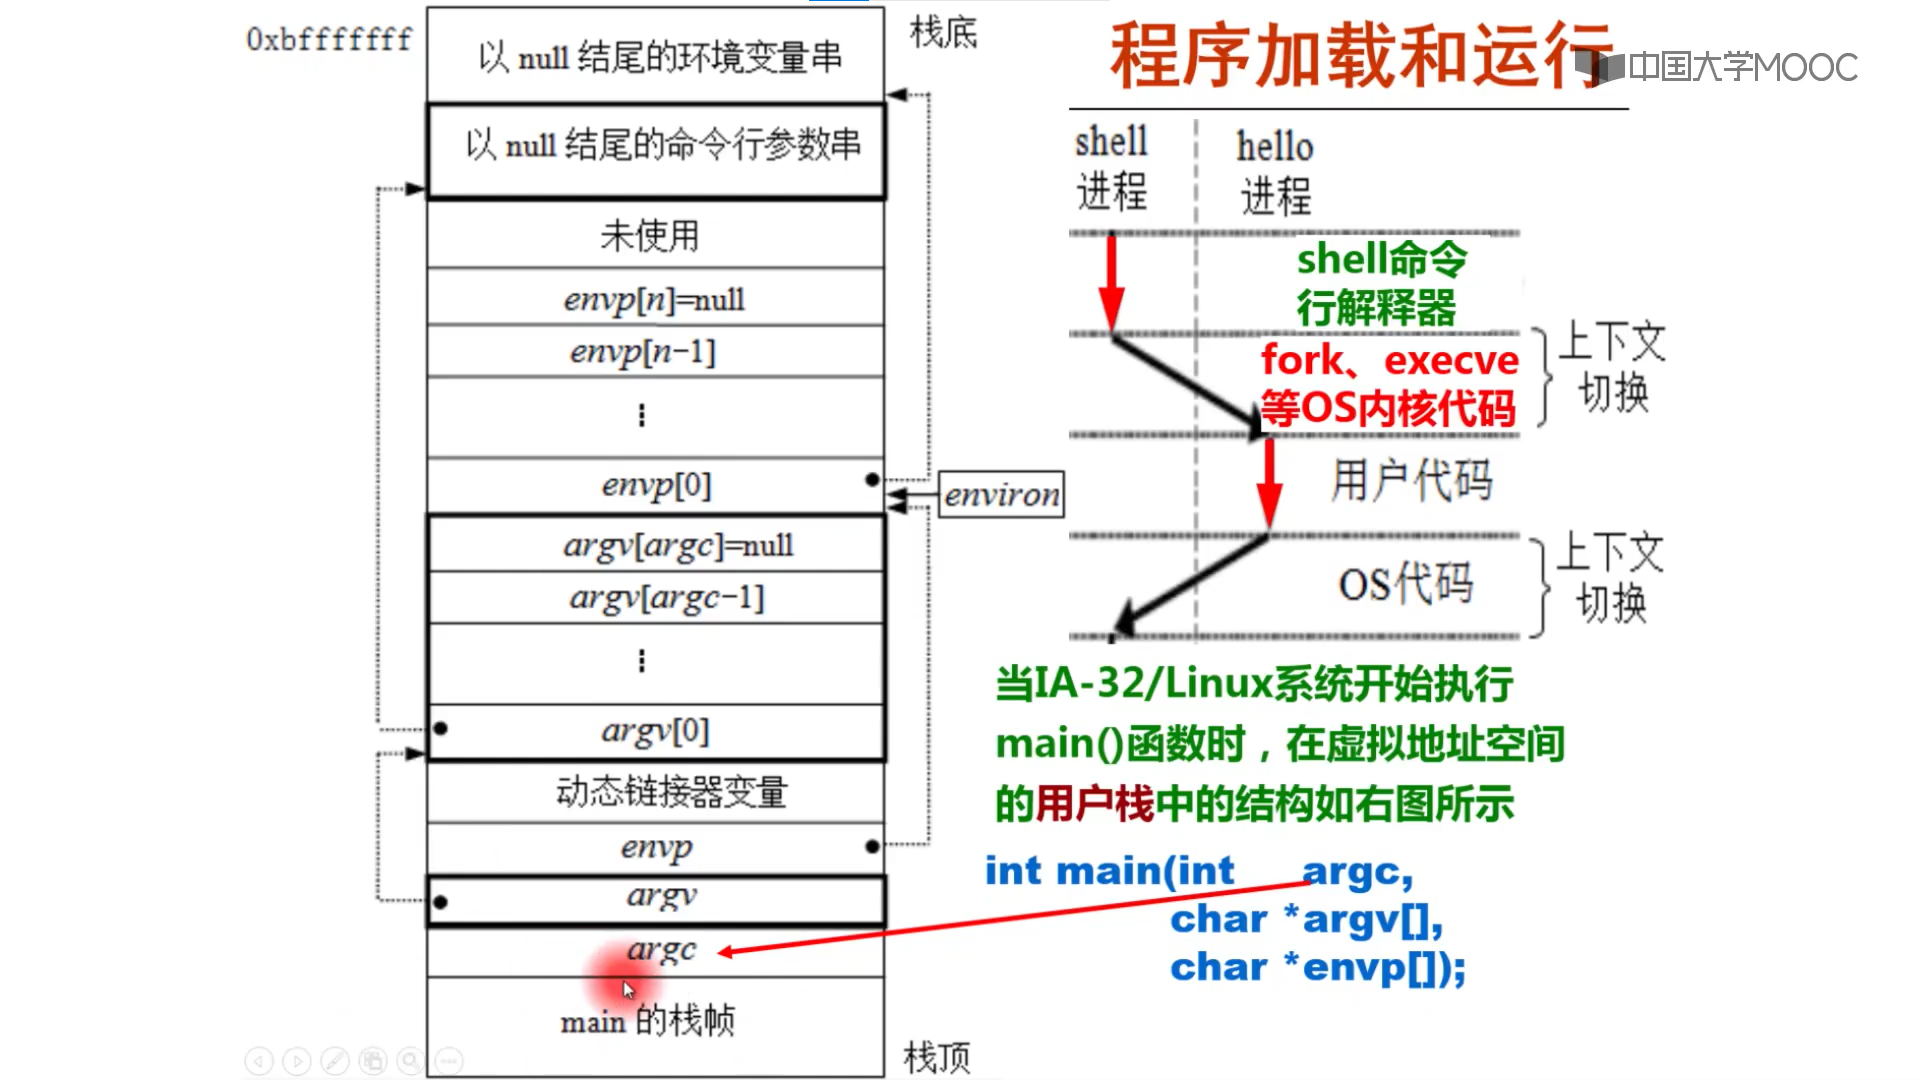 0xbfffffff
以 null 结尾的环境变量串
栈底
以 null 结尾的命令行参数串
未使用
envp[n]=null
envp[n-1]
⋮
envp[0]
environ
argv[argc]=null
argv[argc-1]
⋮
argv[0]
动态链接器变量
envp
argv
argc
main 的栈帧
栈顶
程序加载和运行
中国大学MOOC
shell
进程
hello
进程
shell命令
行解释器
fork、execve
等OS内核代码
上下文
切换
用户代码
OS代码
上下文
切换
当IA-32/Linux系统开始执行
main()函数时，在虚拟地址空间
的用户栈中的结构如右图所示
int main(int argc,
char *argv[],
char *envp[]);